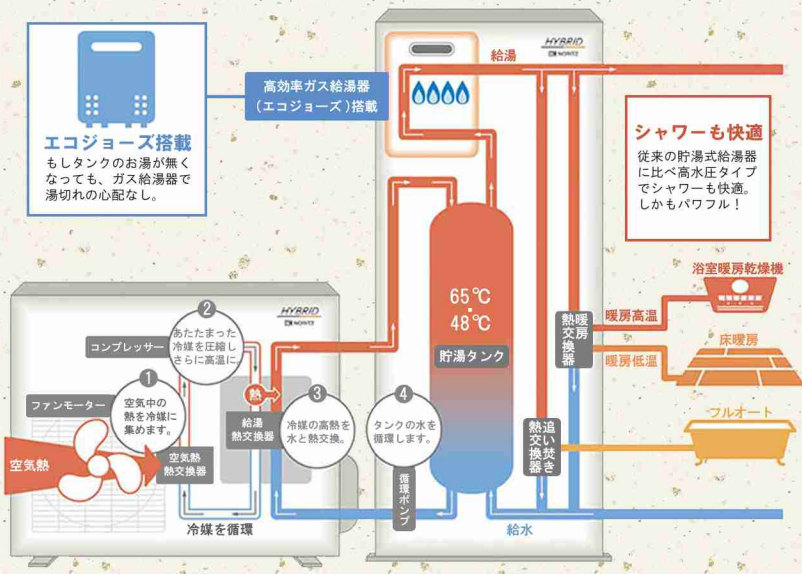 エコジョーズ搭載
もしタンクのお湯が無く
なっても、ガス給湯器で
湯切れの心配なし。
高効率ガス給湯器
（エコジョーズ）搭載
HYBRID
NORITZ
給湯
シャワーも快適
従来の貯湯式給湯器
に比べ高水圧タイプ
でシャワーも快適。
しかもパワフル！
65℃
・
48℃
貯湯タンク
浴室暖房乾燥機
暖房高温
暖房
熱交換器
床暖房
暖房低温
フルオート
追い焚き
熱交換器
給水
HYBRID
NORITZ
2
あたたまった
冷媒を圧縮し
さらに高温に
コンプレッサー
1
空気中の
熱を冷媒に
集めます。
ファンモーター
空気熱
空気熱
熱交換器
熱
給湯
熱交換器
3
冷媒の高熱を
水と熱交換。
4
タンクの水を
循環します。
循環ポンプ
冷媒を循環